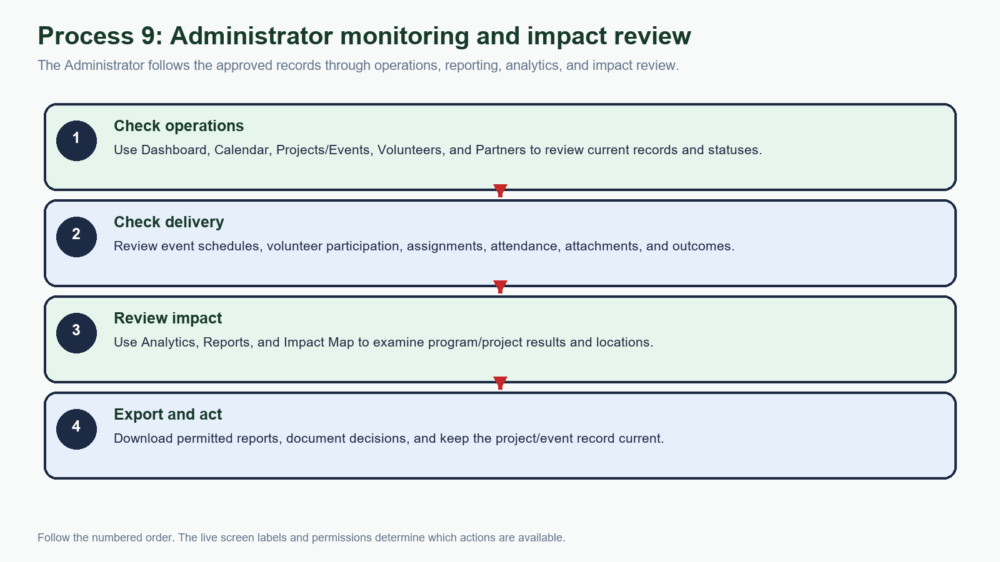 Process 9: Administrator monitoring and impact review
The Administrator follows the approved records through operations, reporting, analytics, and impact review.
1
Check operations
Use Dashboard, Calendar, Projects/Events, Volunteers, and Partners to review current records and statuses.
2
Check delivery
Review event schedules, volunteer participation, assignments, attendance, attachments, and outcomes.
3
Review impact
Use Analytics, Reports, and Impact Map to examine program/project results and locations.
4
Export and act
Download permitted reports, document decisions, and keep the project/event record current.
Follow the numbered order. The live screen labels and permissions determine which actions are available.